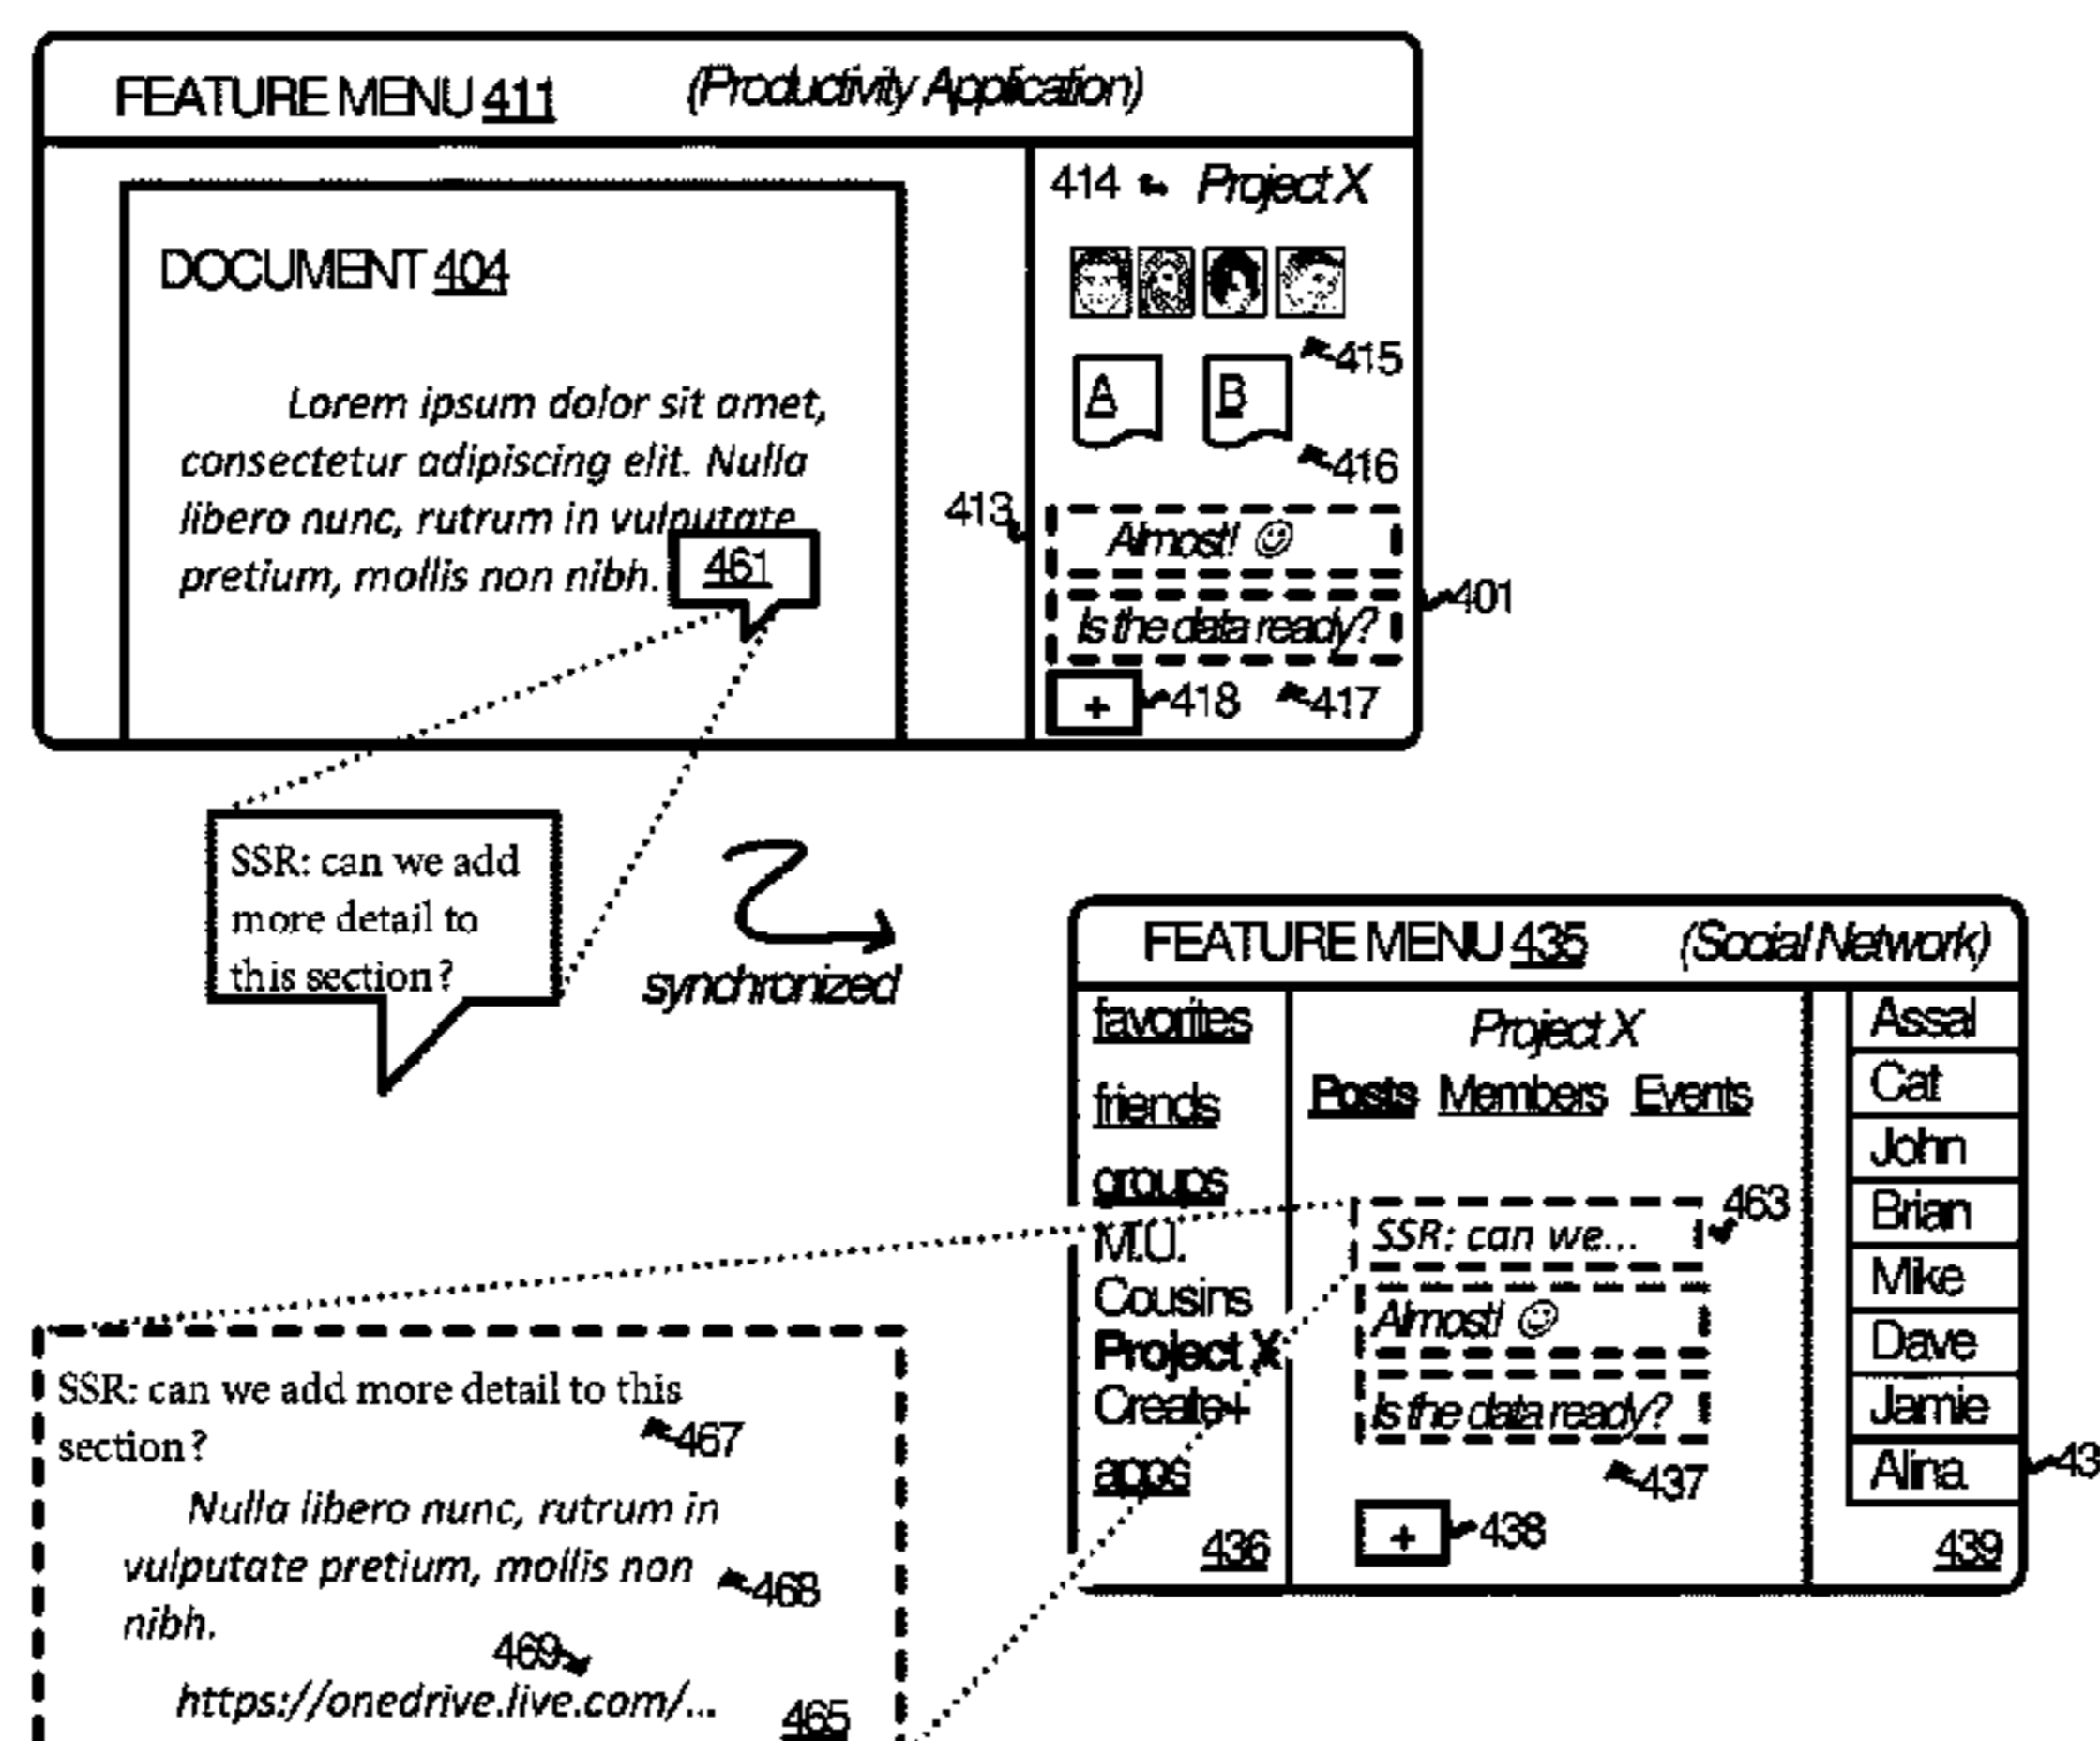 FEATURE MENU 411 (Productivity Application)
414 Project X
DOCUMENT 404
415
A B
416
Lorem ipsum dolor sit amet,
consectetur adipiscing elit. Nulla
libero nunc, rutrum in vulputate
pretium, mollis non nibh.
461
413
Almost! ☺
Is the data ready?
401
+ 418 417
SSR: can we add
more detail to
this section?
synchronized
FEATURE MENU 435 (Social Network)
favorites
friends
groups
M.U.
Cousins
Project X
Create+
apps
436
Project X
Posts Members Events
463
SSR: can we...
Almost! ☺
Is the data ready?
437
+ 438
Assal
Cat
John
Brian
Mike
Dave
Jamie
Alina
43
439
SSR: can we add more detail to this
section?
467
Nulla libero nunc, rutrum in
vulputate pretium, mollis non
nibh.
468
469
https://onedrive.live.com/...
465